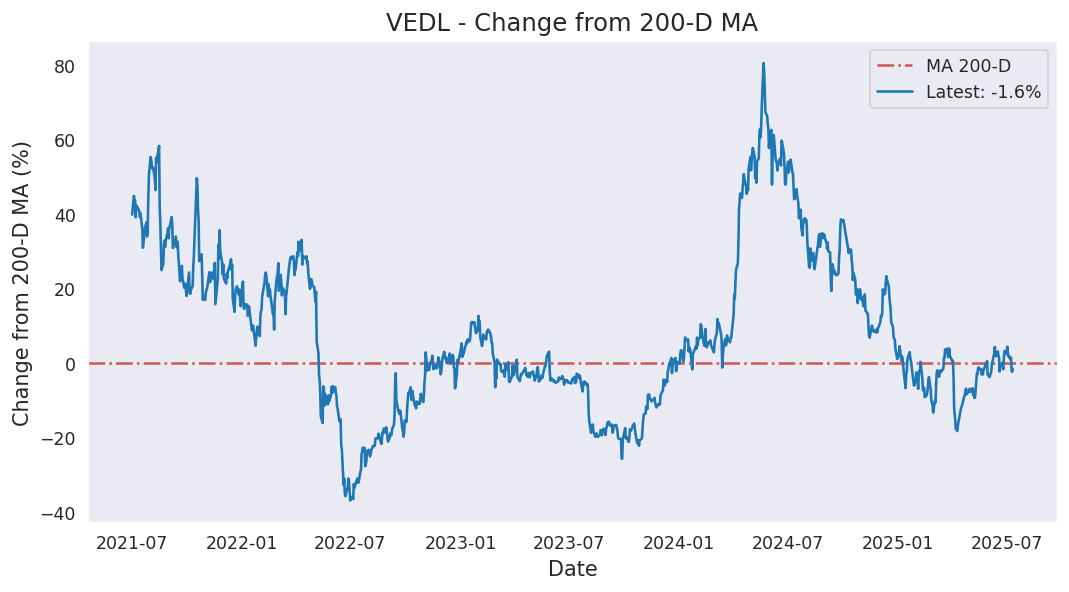 VEDL - Change from 200-D MA
MA 200-D
Latest: -1.6%
Change from 200-D MA (%)
80
60
40
20
0
−20
−40
2021-07 2022-01 2022-07 2023-01 2023-07 2024-01 2024-07 2025-01 2025-07
Date